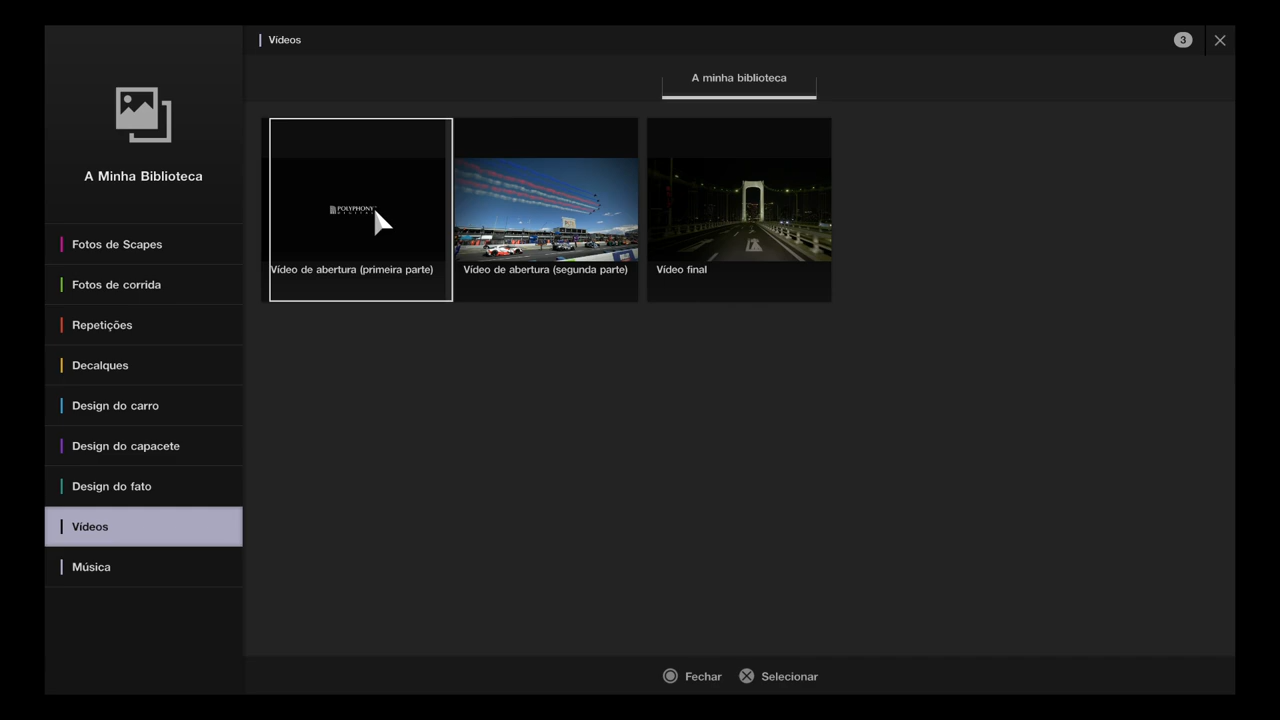 Vídeos
3
A minha biblioteca
A Minha Biblioteca
Fotos de Scapes
Fotos de corrida
Repetições
Decalques
Design do carro
Design do capacete
Design do fato
Vídeos
Música
POLYPHONY
DIGITAL
Vídeo de abertura (primeira parte)
Vídeo de abertura (segunda parte)
Vídeo final
Fechar
Selecionar